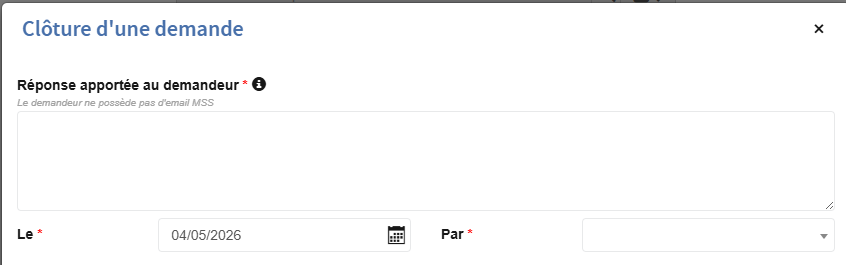 Clôture d'une demande ×
Réponse apportée au demandeur *
Le demandeur ne possède pas d'email MSS
Le * 04/05/2026 Par *